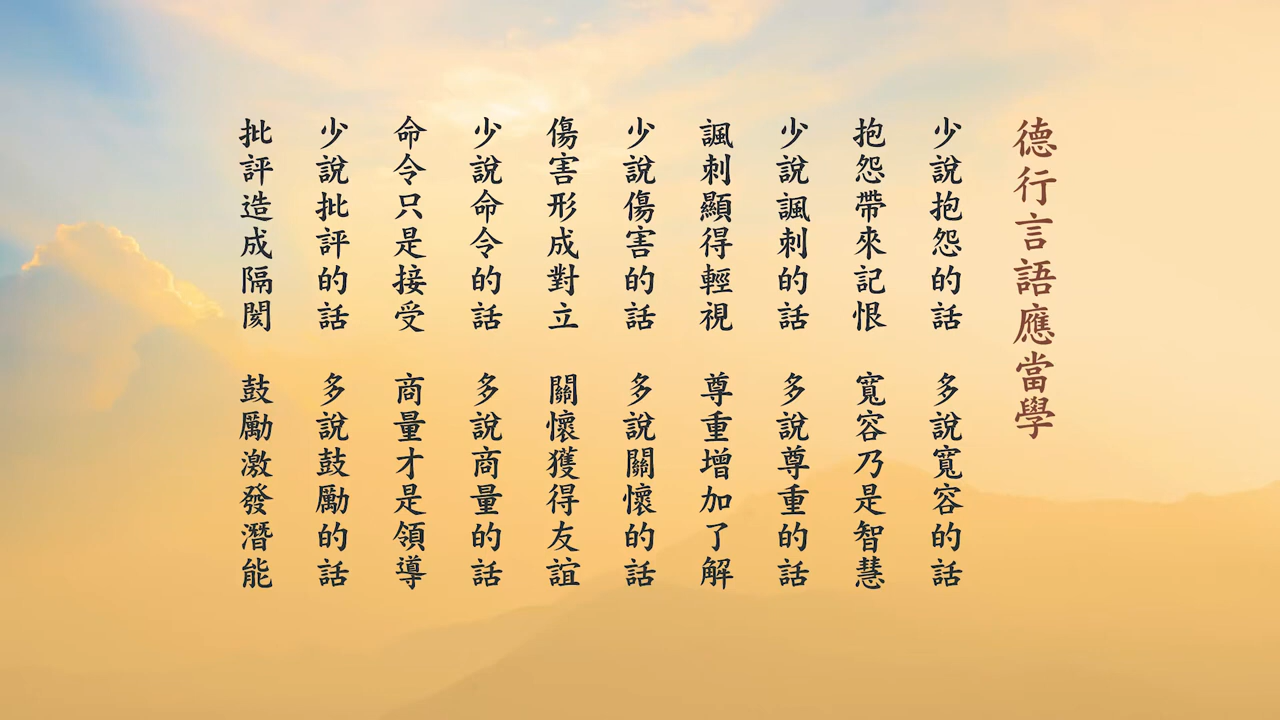 德行言語應當學
少說抱怨的話 多說寬容的話
抱怨帶來記恨 寬容乃是智慧
少說諷刺的話 多說尊重的話
諷刺顯得輕視 尊重增加了解
少說傷害的話 多說關懷的話
傷害形成對立 關懷獲得友誼
少說命令的話 多說商量的話
命令只是接受 商量才是領導
少說批評的話 多說鼓勵的話
批評造成隔閡 鼓勵激發潛能